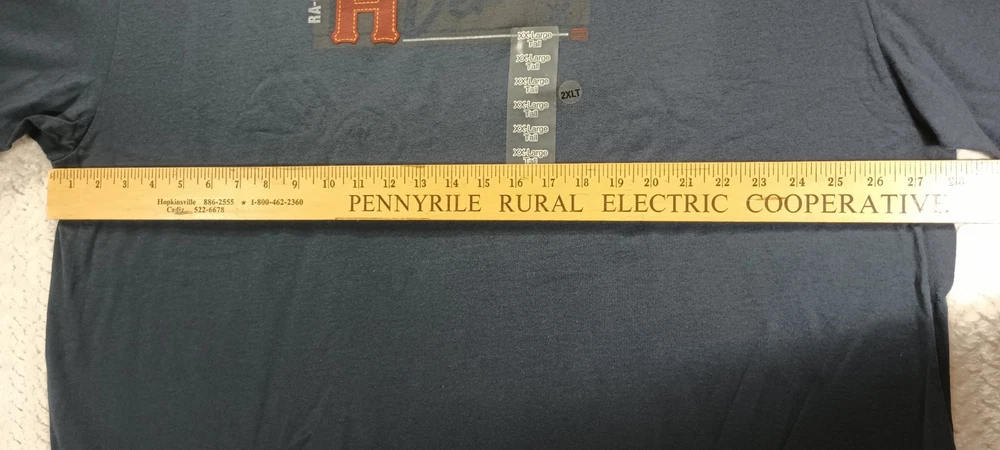 RA-
H
XX-Large
Tall
XX-Large
Tall
XX-Large
Tall
XX-Large
Tall
XX-Large
Tall
XX-Large
Tall
2XLT
1 2 3 4 5 6 7 8 9 10 11 12 13 14 15 16 17 18 19 20 21 22 23 24 25 26 27 28
Hopkinsville 886-2555 ★ 1-800-462-2360
Cadiz 522-6678
PENNYRILE RURAL ELECTRIC COOPERATIVE